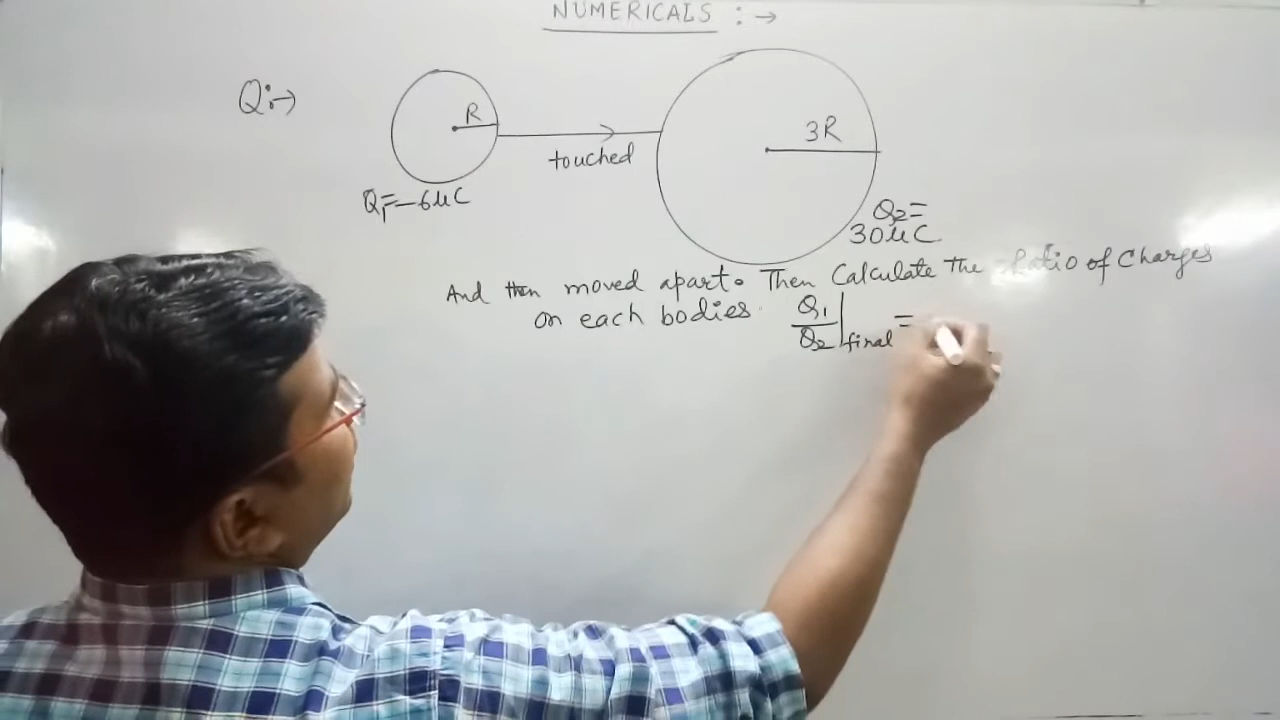 NUMERICALS :→
Q:→
R
touched
3R
Q₁=-6μC
Q₂=
30μC
And then moved apart. Then Calculate the Ratio of Charges
on each bodies. Q₁/Q₂|final =